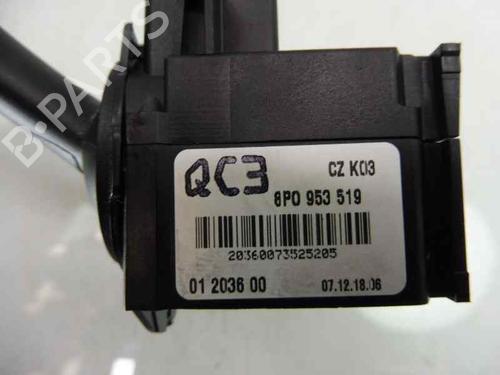 B-PARTS
QC3
CZ K03
8P0 953 519
20360073525205
01 2036 00
07.12.18.06